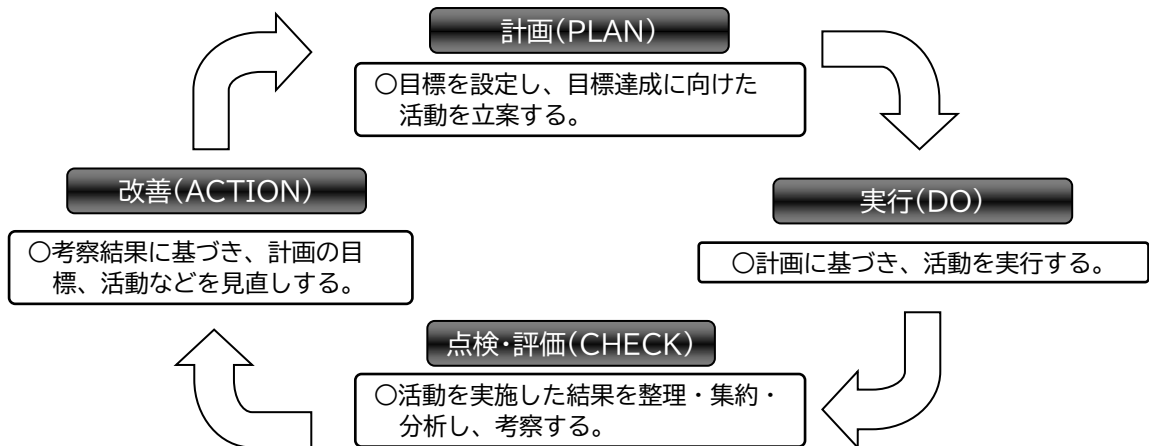 計画(PLAN)
○目標を設定し、目標達成に向けた
活動を立案する。
実行(DO)
○計画に基づき、活動を実行する。
点検・評価(CHECK)
○活動を実施した結果を整理・集約・
分析し、考察する。
改善(ACTION)
○考察結果に基づき、計画の目
標、活動などを見直しする。